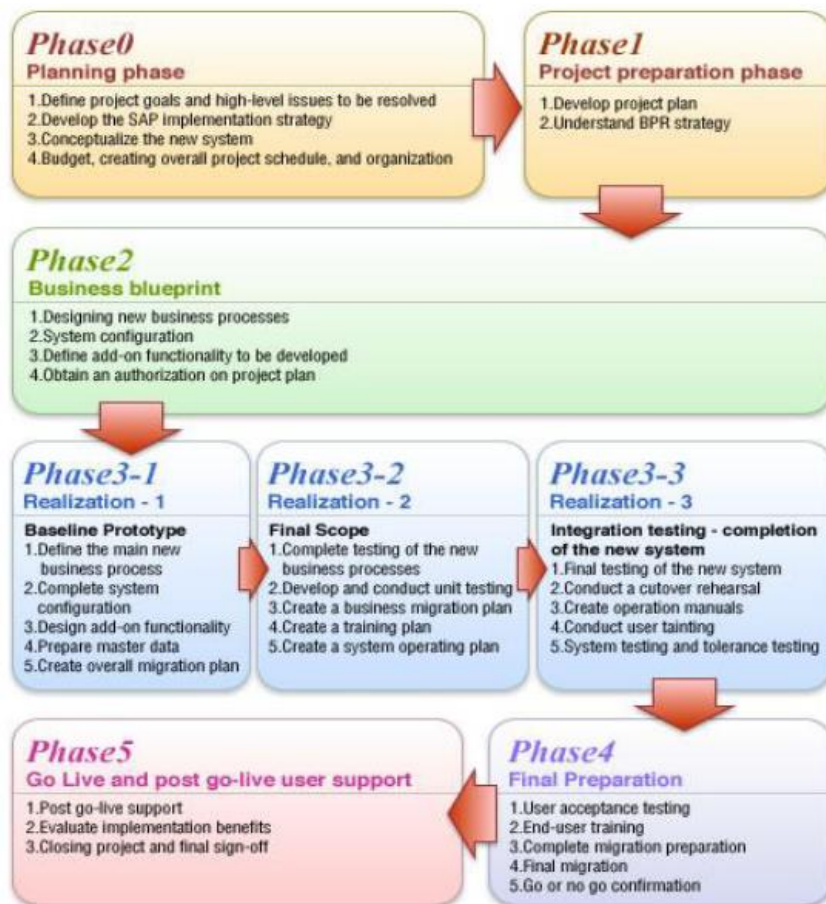 Phase0
Planning phase
1.Define project goals and high-level issues to be resolved
2.Develop the SAP implementation strategy
3.Conceptualize the new system
4.Budget, creating overall project schedule, and organization
Phase1
Project preparation phase
1.Develop project plan
2.Understand BPR strategy
Phase2
Business blueprint
1.Designing new business processes
2.System configuration
3.Define add-on functionality to be developed
4.Obtain an authorization on project plan
Phase3-1
Realization - 1
Baseline Prototype
1.Define the main new
business process
2.Complete system
configuration
3.Design add-on functionality
4.Prepare master data
5.Create overall migration plan
Phase3-2
Realization - 2
Final Scope
1.Complete testing of the new
business processes
2.Develop and conduct unit testing
3.Create a business migration plan
4.Create a training plan
5.Create a system operating plan
Phase3-3
Realization - 3
Integration testing - completion
of the new system
1.Final testing of the new system
2.Conduct a cutover rehearsal
3.Create operation manuals
4.Conduct user tainting
5.System testing and tolerance testing
Phase4
Final Preparation
1.User acceptance testing
2.End-user training
3.Complete migration preparation
4.Final migration
5.Go or no go confirmation
Phase5
Go Live and post go-live user support
1.Post go-live support
2.Evaluate implementation benefits
3.Closing project and final sign-off